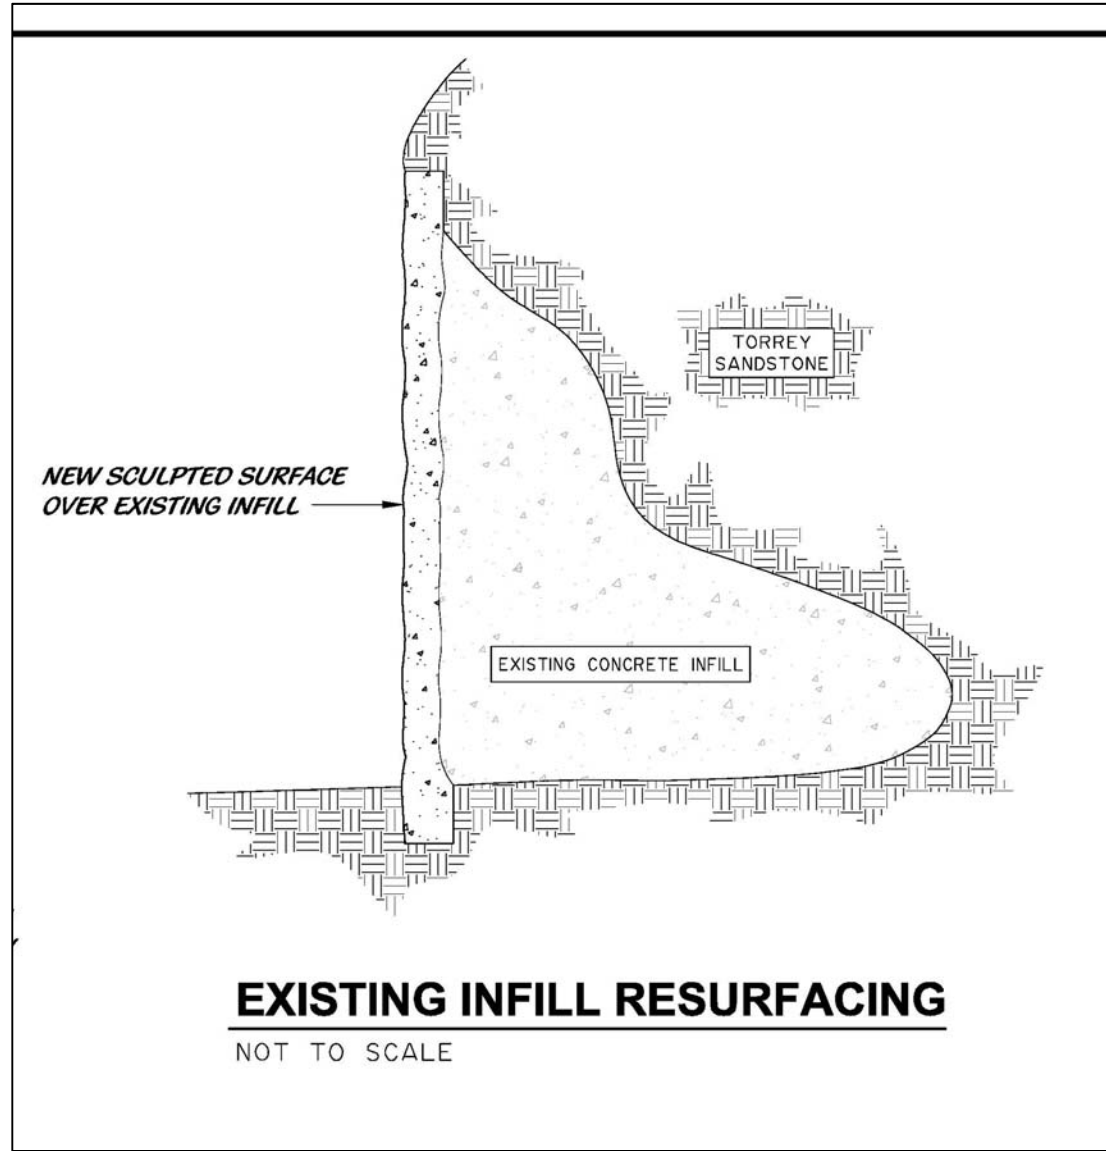 TORREY
SANDSTONE
NEW SCULPTED SURFACE
OVER EXISTING INFILL
EXISTING CONCRETE INFILL
EXISTING INFILL RESURFACING
NOT TO SCALE